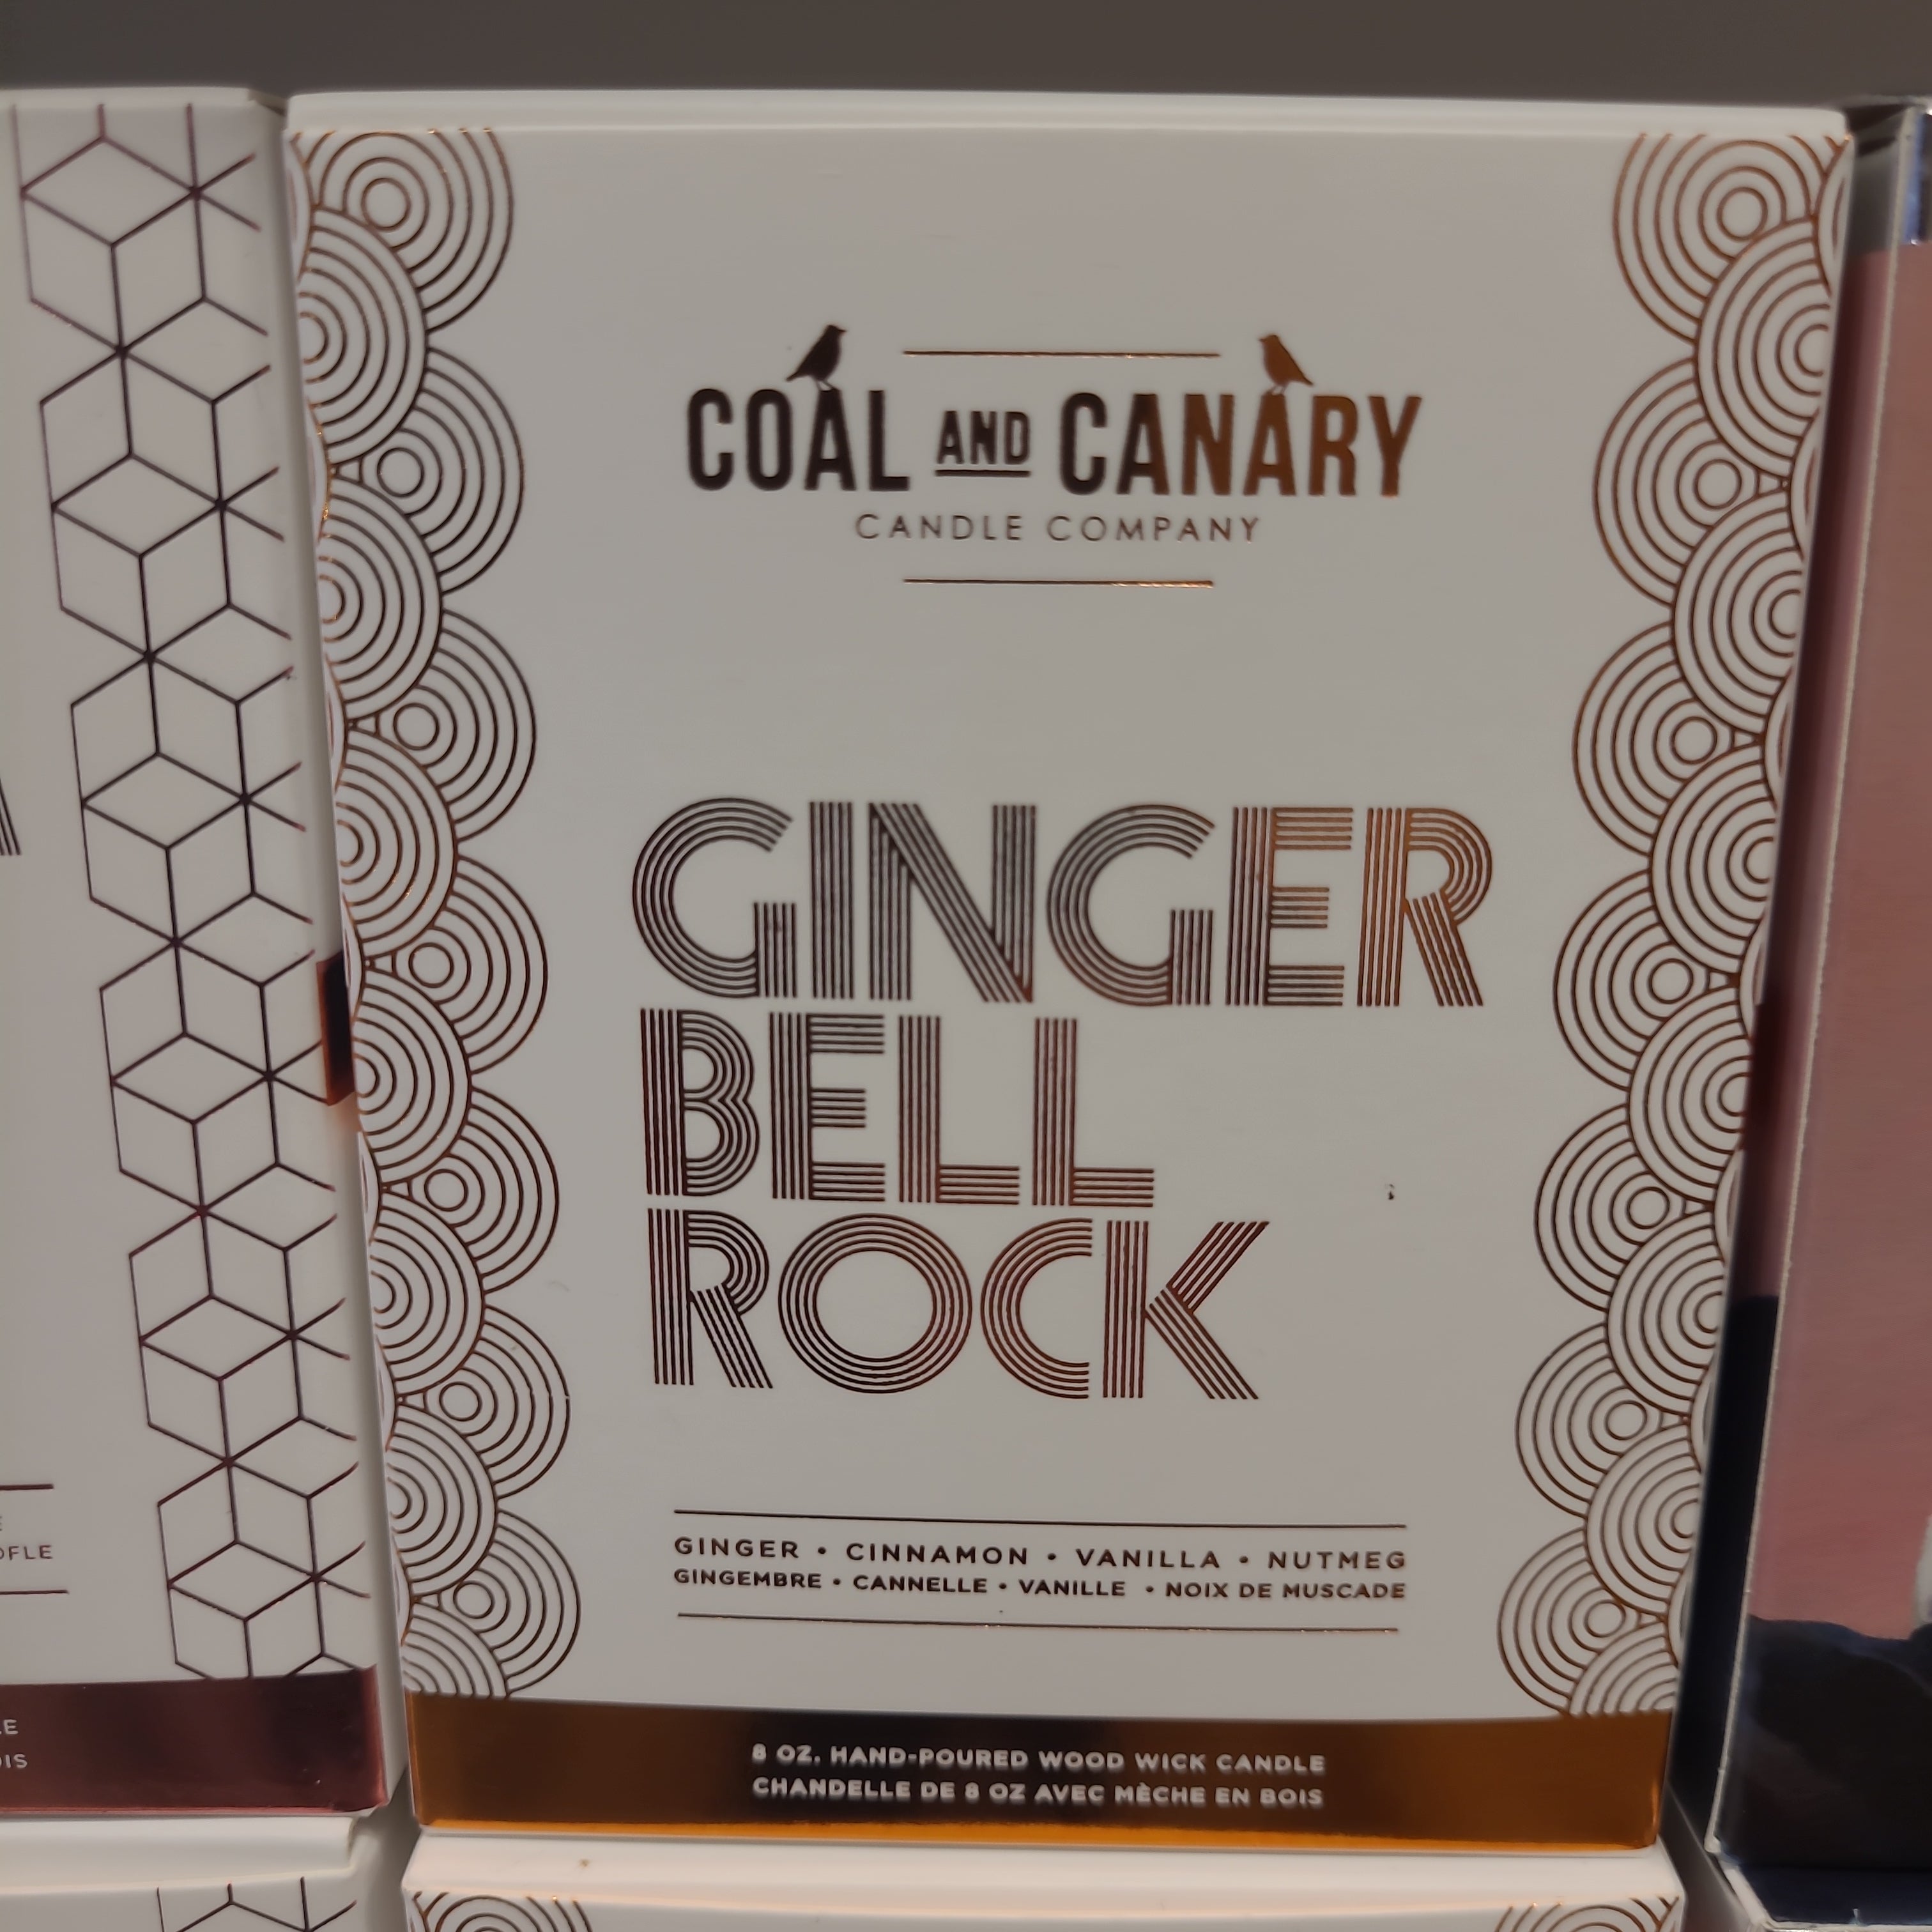 COAL AND CANARY
CANDLE COMPANY
GINGER
BELL
ROCK
GINGER • CINNAMON • VANILLA • NUTMEG
GINGEMBRE • CANNELLE • VANILLE • NOIX DE MUSCADE
8 OZ. HAND-POURED WOOD WICK CANDLE
CHANDELLE DE 8 OZ AVEC MÈCHE EN BOIS